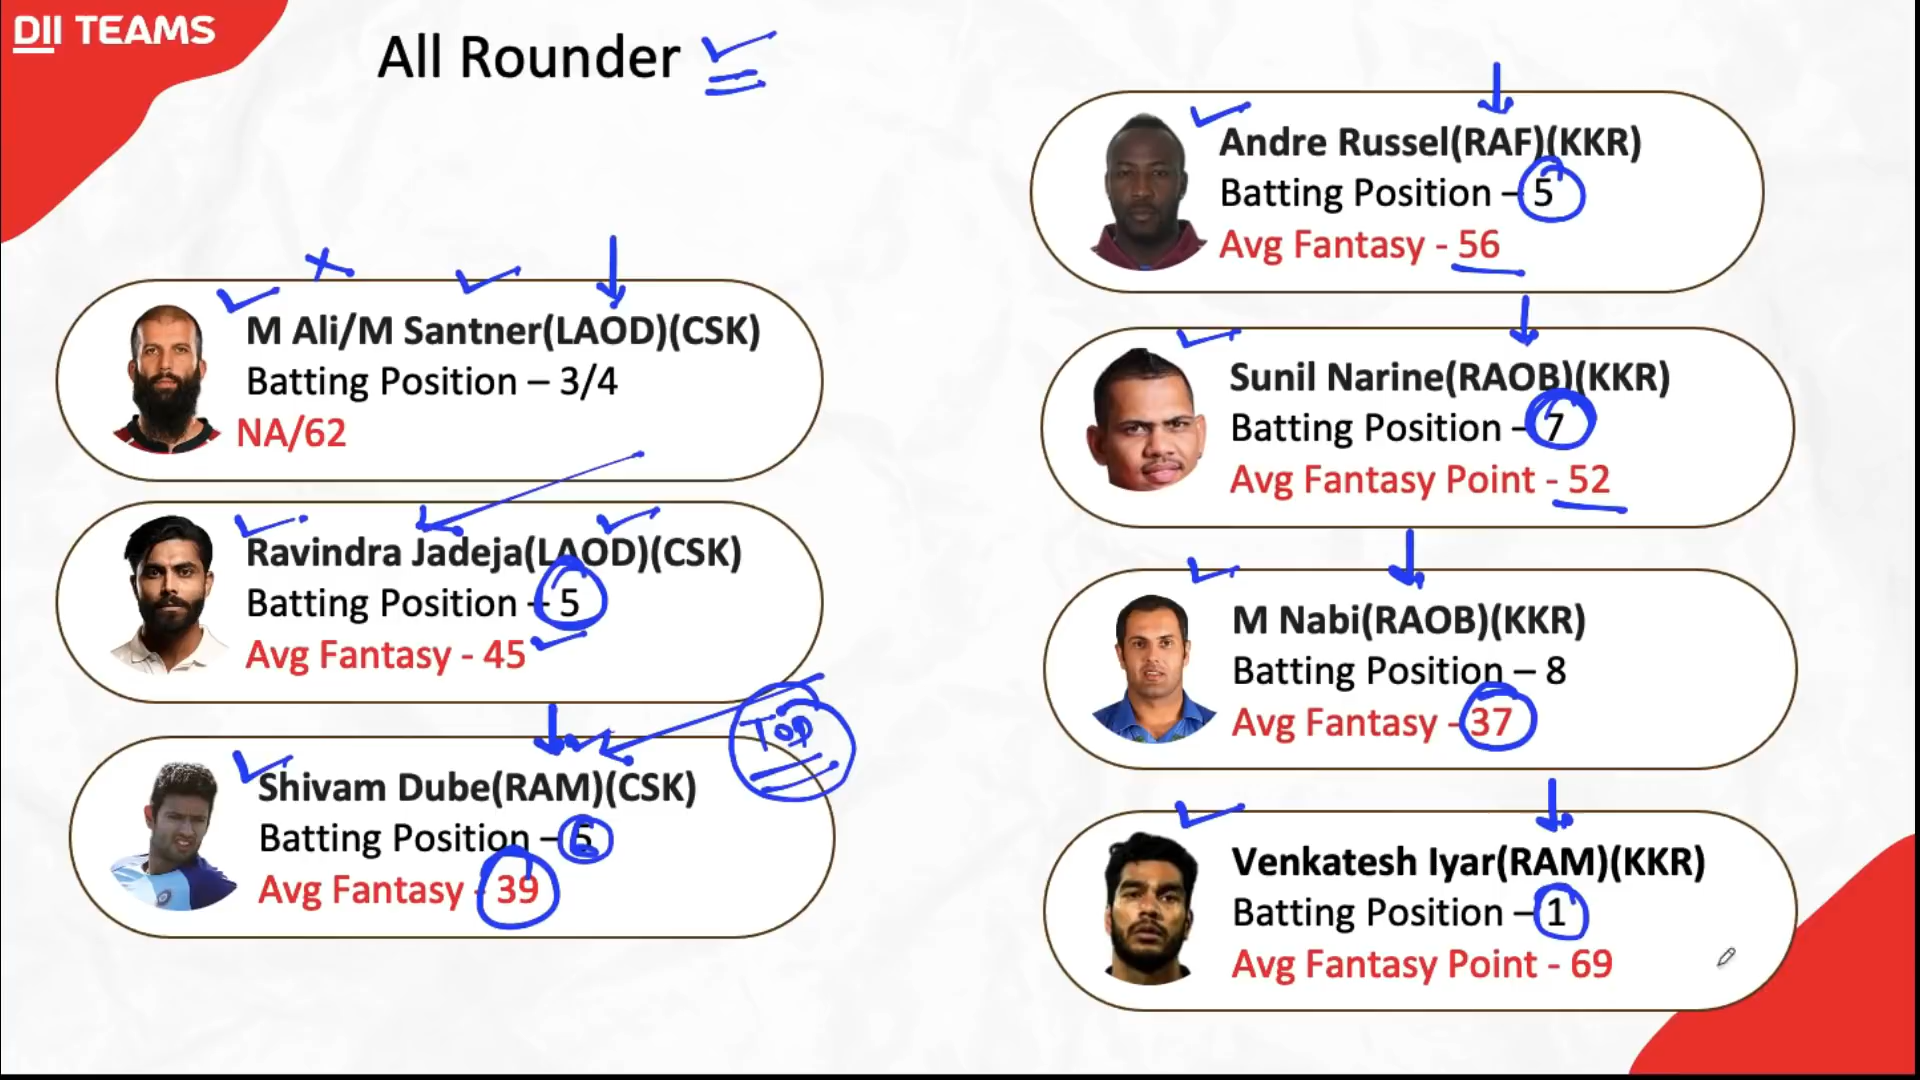 DII TEAMS
All Rounder
M Ali/M Santner(LAOD)(CSK)
Batting Position – 3/4
NA/62
Ravindra Jadeja(LAOD)(CSK)
Batting Position – 5
Avg Fantasy - 45
TOP
Shivam Dube(RAM)(CSK)
Batting Position –
Avg Fantasy - 39
Andre Russel(RAF)(KKR)
Batting Position – 5
Avg Fantasy - 56
Sunil Narine(RAOB)(KKR)
Batting Position – 7
Avg Fantasy Point - 52
M Nabi(RAOB)(KKR)
Batting Position – 8
Avg Fantasy - 37
Venkatesh Iyar(RAM)(KKR)
Batting Position – 1
Avg Fantasy Point - 69